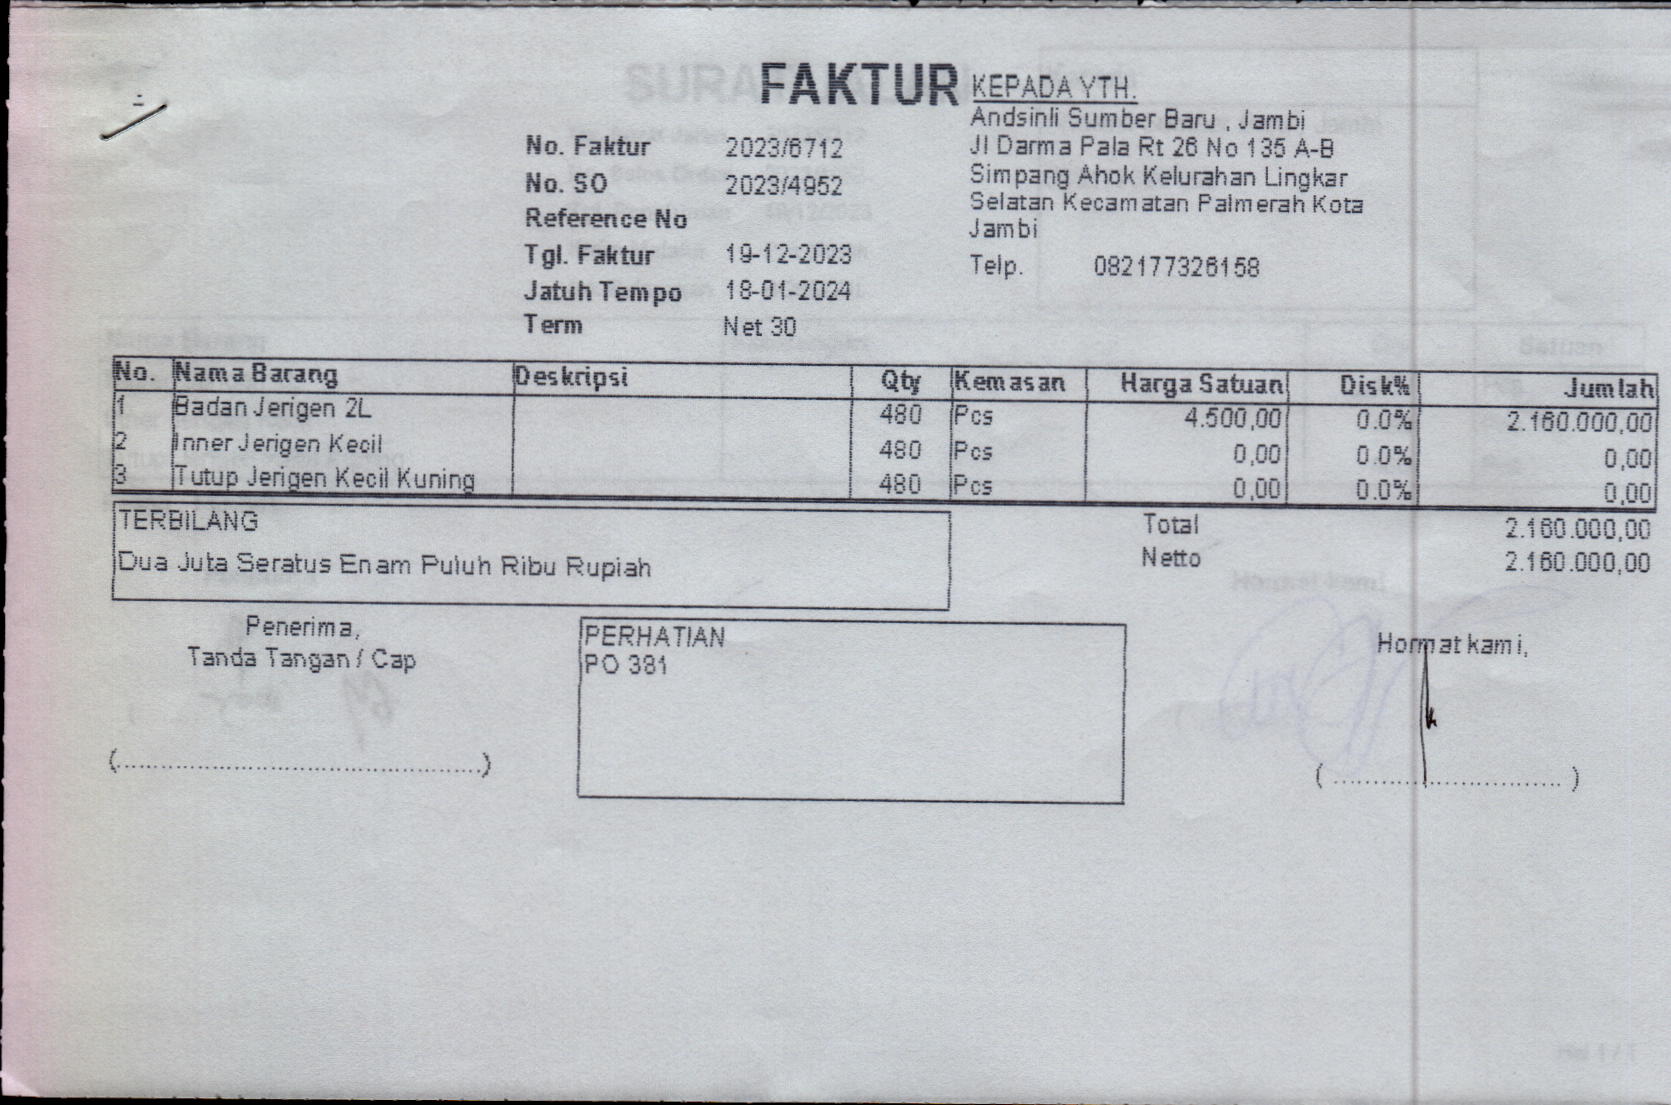 FAKTUR
No. Faktur 2023/6712
No. SO 2023/4952
Reference No
Tgl. Faktur 19-12-2023
Jatuh Tempo 18-01-2024
Term Net 30
KEPADA YTH.
Andsinli Sumber Baru , Jambi
Jl Darma Pala Rt 26 No 135 A-B
Simpang Ahok Kelurahan Lingkar
Selatan Kecamatan Palmerah Kota
Jambi
Telp. 082177326158
No. Nama Barang Deskripsi Qty Kemasan Harga Satuan Disk% Jumlah
1 Badan Jerigen 2L 480 Pcs 4.500,00 0.0% 2.160.000,00
2 Inner Jerigen Kecil 480 Pcs 0,00 0.0% 0,00
3 Tutup Jerigen Kecil Kuning 480 Pcs 0,00 0.0% 0,00
TERBILANG
Dua Juta Seratus Enam Puluh Ribu Rupiah
Total 2.160.000,00
Netto 2.160.000,00
Penerima,
Tanda Tangan / Cap
(..................................................)
PERHATIAN
PO 381
Hormat kami,
( .................................... )